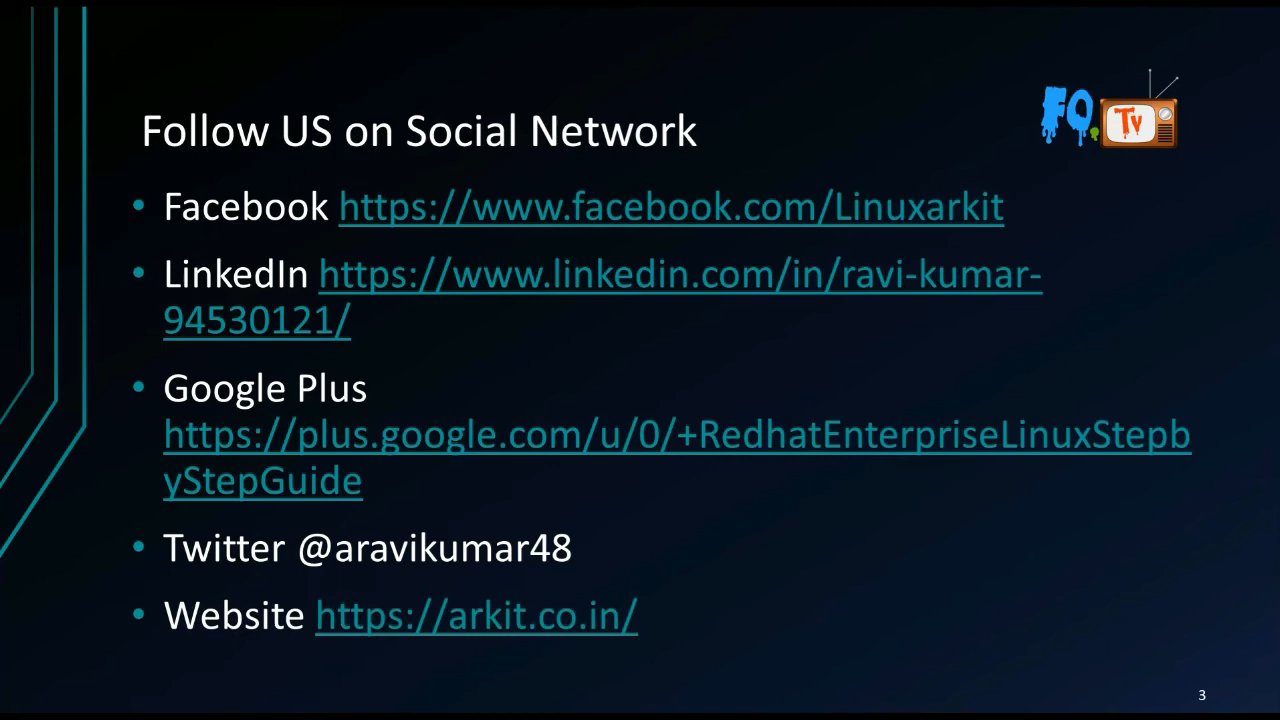 FQ. Tv
Follow US on Social Network
• Facebook https://www.facebook.com/Linuxarkit
• LinkedIn https://www.linkedin.com/in/ravi-kumar-
94530121/
• Google Plus
https://plus.google.com/u/0/+RedhatEnterpriseLinuxStepb
yStepGuide
• Twitter @aravikumar48
• Website https://arkit.co.in/
3